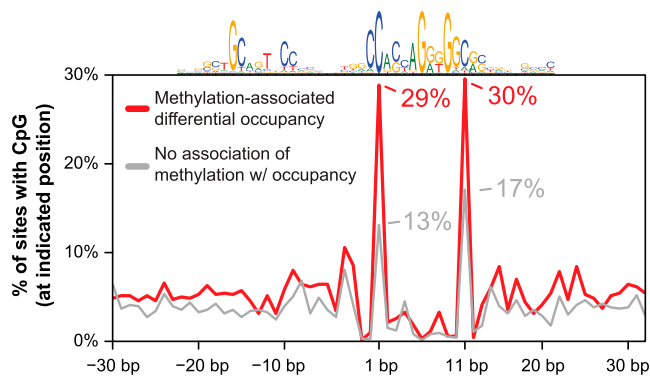 30%
20%
10%
0%
% of sites with CpG
(at indicated position)
Methylation-associated
differential occupancy
No association of
methylation w/ occupancy
29%
30%
13%
17%
−30 bp
−20 bp
−10 bp
1 bp
11 bp
20 bp
30 bp